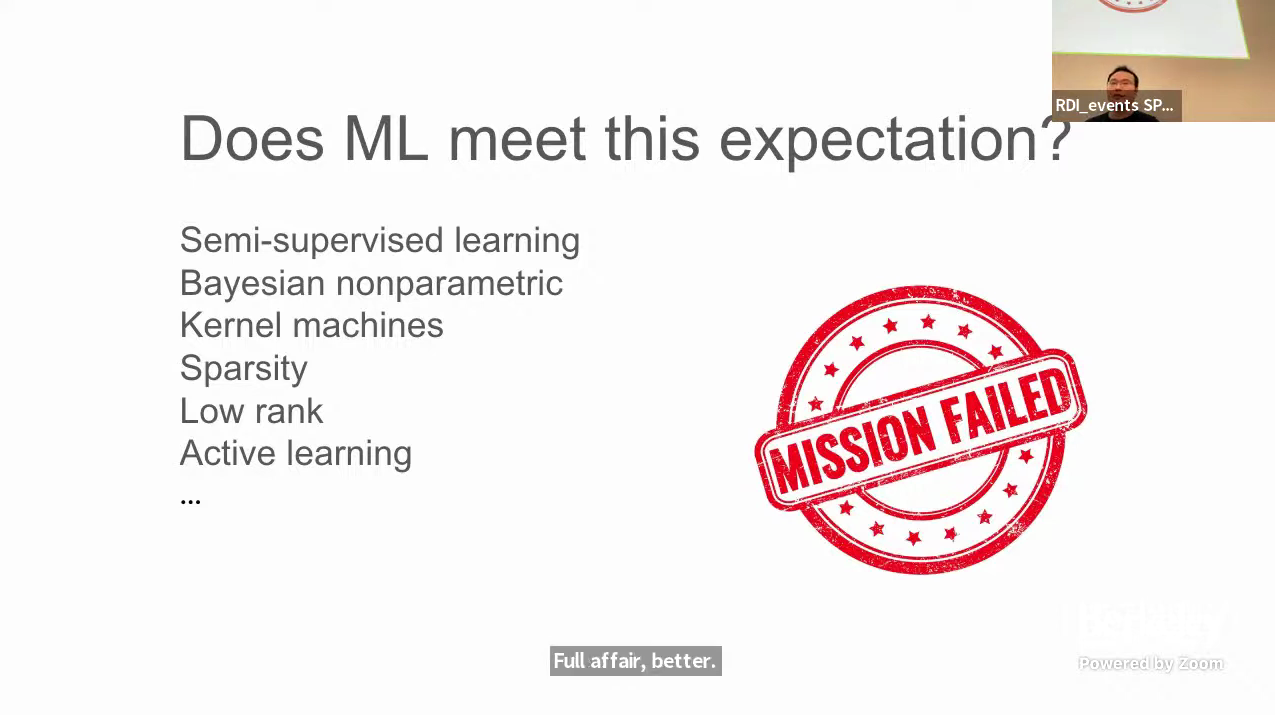 RDI_events SP...
Does ML meet this expectation?
Semi-supervised learning
Bayesian nonparametric
Kernel machines
Sparsity
Low rank
Active learning
...
MISSION FAILED
Full affair, better.
Powered by Zoom